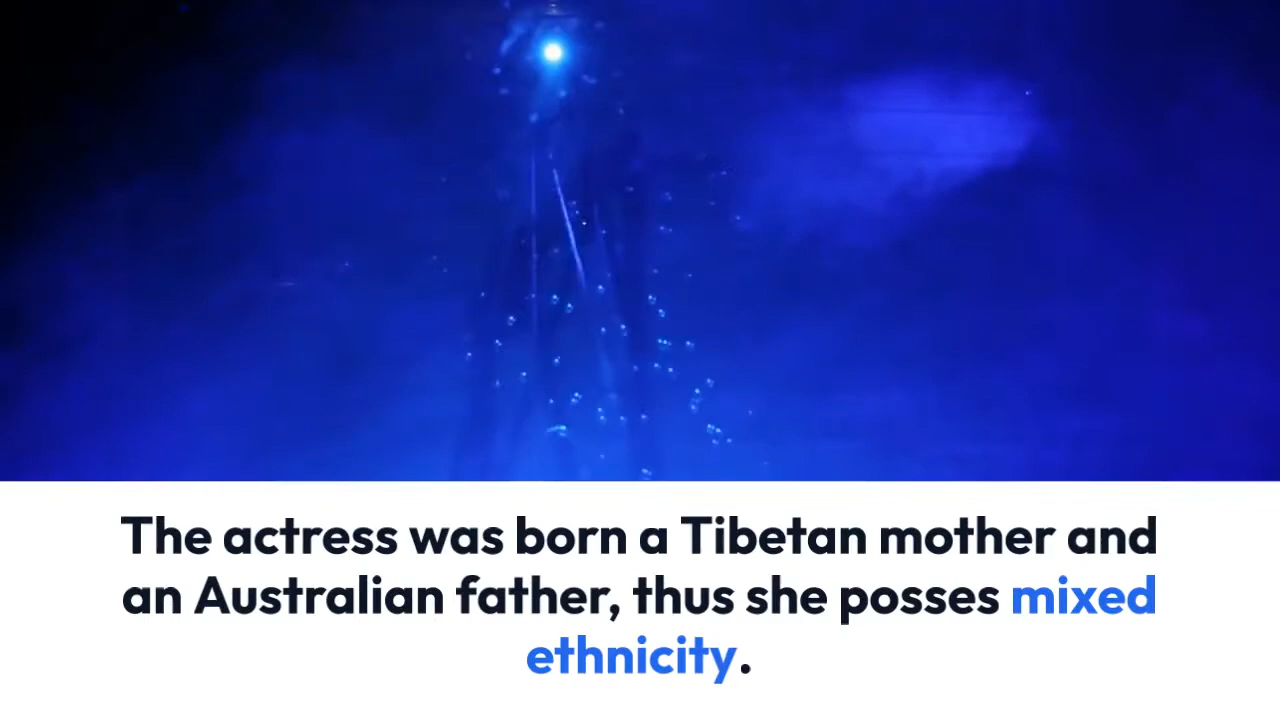 The actress was born a Tibetan mother and
an Australian father, thus she posses mixed
ethnicity.